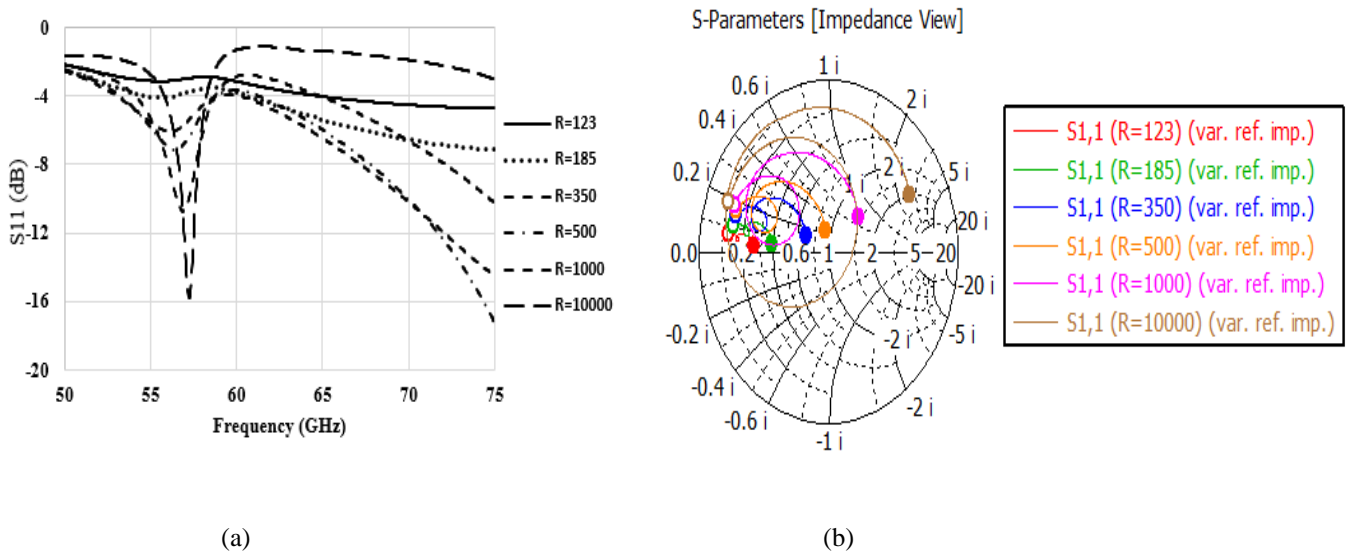 0
-4
-8
-12
-16
-20
S11 (dB)
50 55 60 65 70 75
Frequency (GHz)
R=123
R=185
R=350
R=500
R=1000
R=10000
(a)
S-Parameters [Impedance View]
1 i
0.6 i
2 i
0.4 i
0.2 i
5 i
20 i
2
1
0.0 0.2 0.6 1 2 5 20
-20 i
-0.2 i
-5 i
-2 i
-0.4 i
-2 i
-0.6 i
-1 i
S1,1 (R=123) (var. ref. imp.)
S1,1 (R=185) (var. ref. imp.)
S1,1 (R=350) (var. ref. imp.)
S1,1 (R=500) (var. ref. imp.)
S1,1 (R=1000) (var. ref. imp.)
S1,1 (R=10000) (var. ref. imp.)
(b)